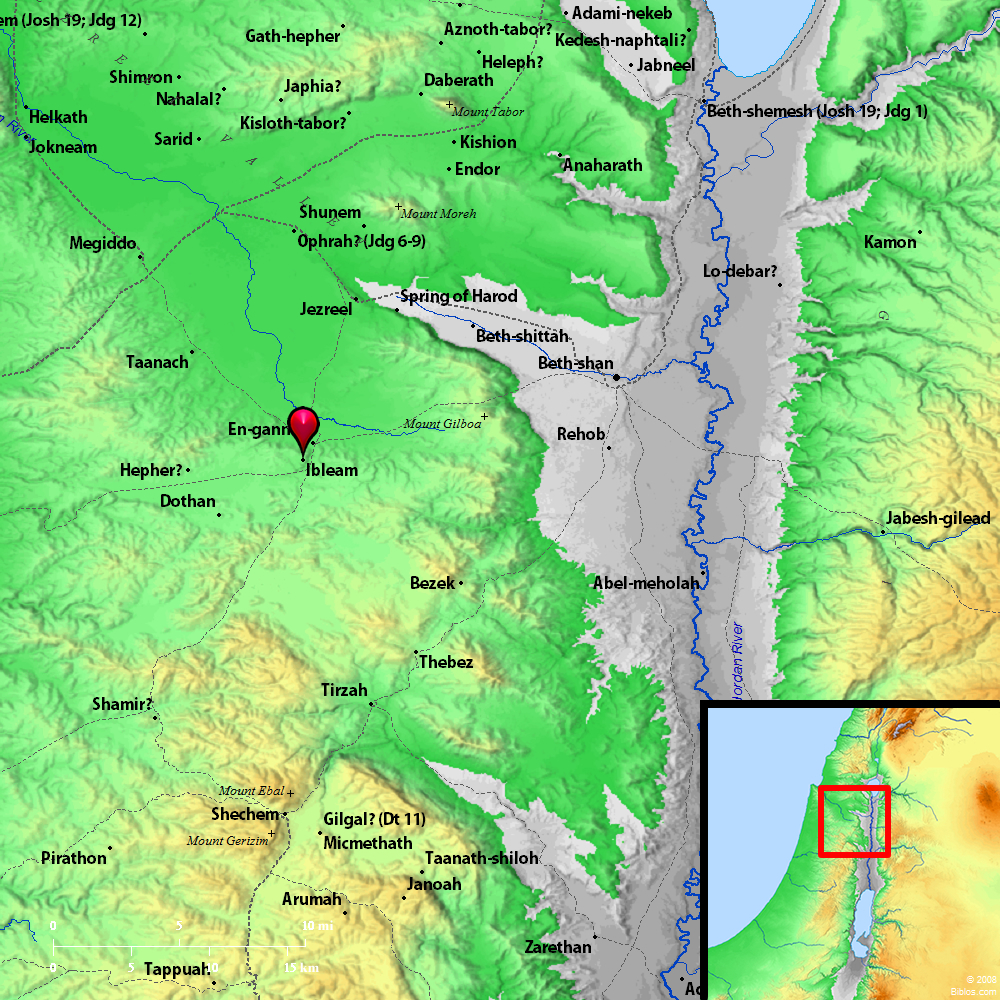 em (Josh 19; Jdg 12)
Adami-nekeb
Gath-hepher
Aznoth-tabor?
Kedesh-naphtali?
Heleph?
Jabneel
Shimron
Japhia?
Daberath
Nahalal?
Mount Tabor
Helkath
Kisloth-tabor?
Beth-shemesh (Josh 19; Jdg 1)
River
Jokneam
Sarid
Kishion
Endor
Anaharath
Shunem
Mount Moreh
Megiddo
Ophrah? (Jdg 6-9)
Kamon
Lo-debar?
Spring of Harod
Jezreel
G
Beth-shittah
Taanach
Beth-shan
Mount Gilboa
En-gann
Rehob
Hepher?
Ibleam
Dothan
Jabesh-gilead
Bezek
Abel-meholah
Jordan River
Thebez
Tirzah
Shamir?
Mount Ebal
Shechem
Gilgal? (Dt 11)
Mount Gerizim
Micmethath
Pirathon
Taanath-shiloh
Janoah
Arumah
0 5 10 mi
Zarethan
0 5 10 15 km
Tappuah
Ad
© 2008
Biblos.com